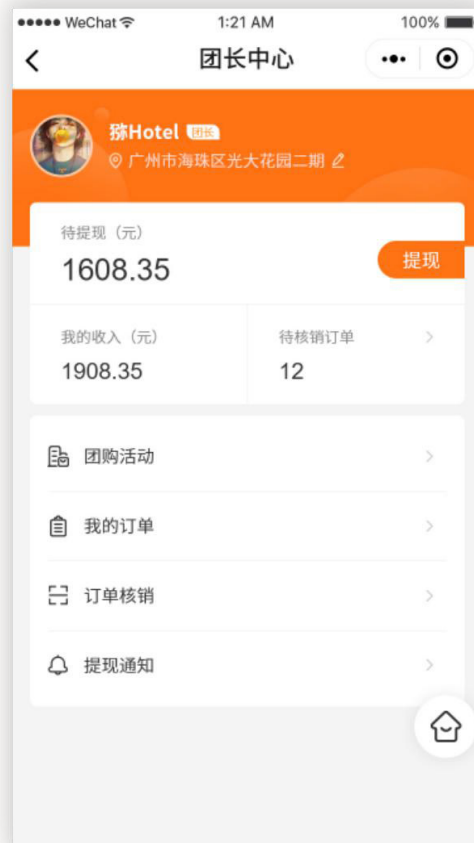 ●●●●● WeChat 1:21 AM 100%
团长中心
猕Hotel 团长
广州市海珠区光大花园二期
待提现（元）
1608.35
提现
我的收入（元） 待核销订单
1908.35 12
团购活动
我的订单
订单核销
提现通知